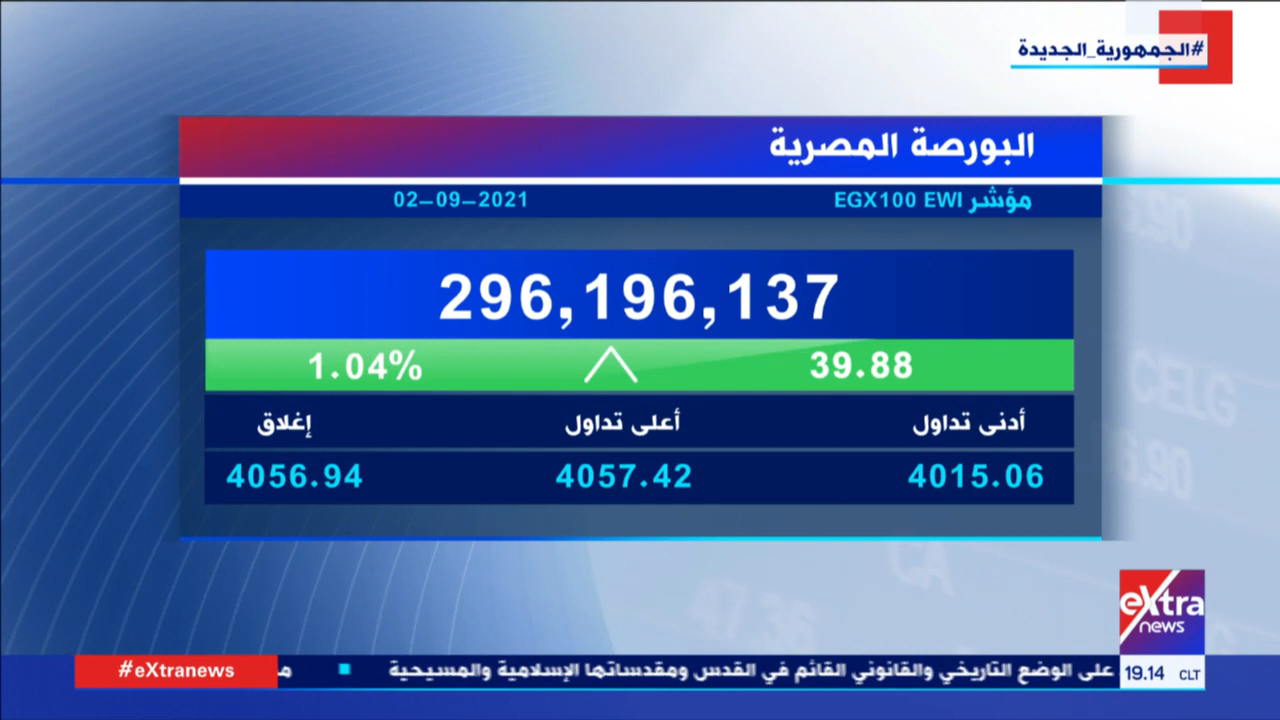 #الجمهورية_الجديدة
البورصة المصرية
مؤشر EGX100 EWI 02–09–2021
296,196,137
39.88 1.04%
أدنى تداول أعلى تداول إغلاق
4015.06 4057.42 4056.94
eXtra
news
على الوضع التاريخي والقانوني القائم في القدس ومقدساتها الإسلامية والمسيحية
#eXtranews
19.14 CLT